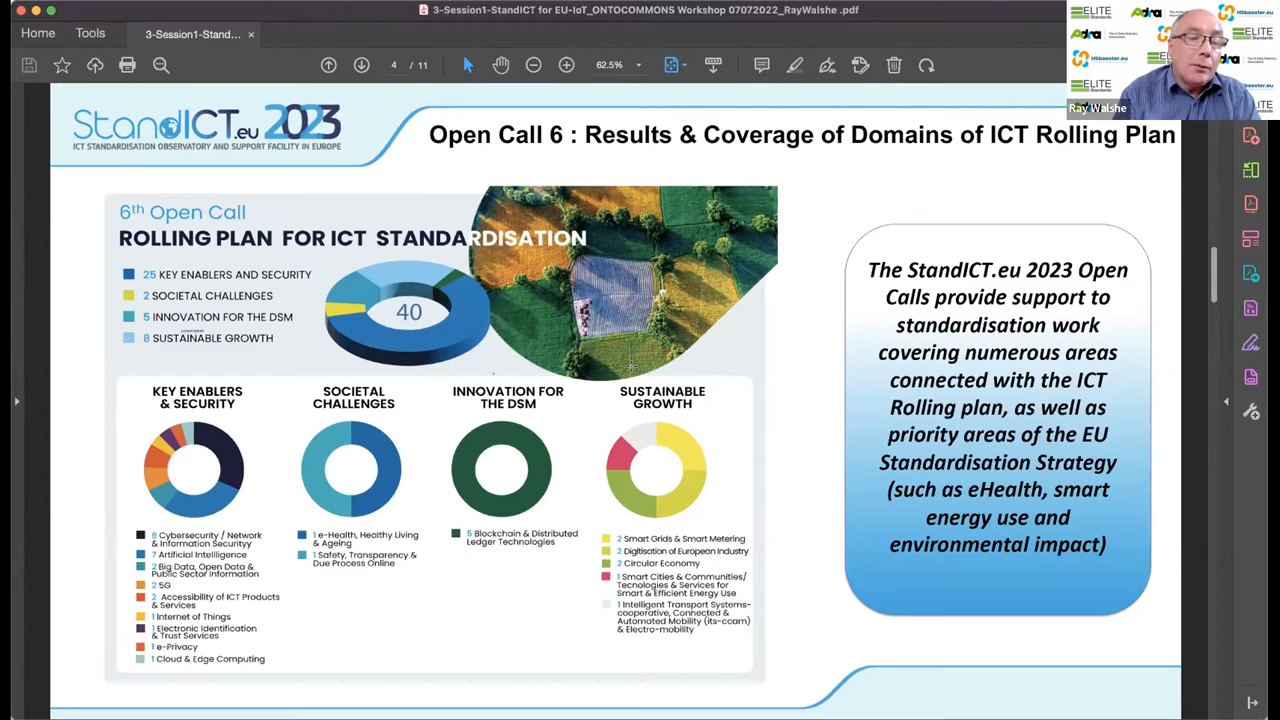 3-Session1-StandICT for EU-IoT_ONTOCOMMONS Workshop 07072022_RayWalshe .pdf
Home
Tools
3-Session1-Stand...
×
4
11
62.5%
ELITE
Standards
Adra
HSbooster.eu
Ray Walshe
StandICT.eu 2023
ICT STANDARDISATION OBSERVATORY AND SUPPORT FACILITY IN EUROPE
Open Call 6 : Results & Coverage of Domains of ICT Rolling Plan
6th Open Call
ROLLING PLAN FOR ICT STANDARDISATION
25 KEY ENABLERS AND SECURITY
2 SOCIETAL CHALLENGES
5 INNOVATION FOR THE DSM
8 SUSTAINABLE GROWTH
40
KEY ENABLERS
& SECURITY
SOCIETAL
CHALLENGES
INNOVATION FOR
THE DSM
SUSTAINABLE
GROWTH
Cybersecurity / Network
& Information Securityy
7 Artificial Intellligence
2 Big Data, Open Data &
Public Sector Information
2 5G
2 Accessibility of ICT Products
& Services
1 Internet of Things
1 Electronic Identification
& Trust Services
1 e-Privacy
1 Cloud & Edge Computing
1 e-Health, Healthy Living
& Ageing
1 Safety, Transparency &
Due Process Online
5 Blockchain & Distributed
Ledger Technologies
2 Smart Grids & Smart Metering
2 Digitisation of European Industry
2 Circular Economy
1 Smart Cities & Communities/
Tecnologies & Services for
Smart & Efficient Energy Use
1 Intelligent Transport Systems-
cooperative, Connected &
Automated Mobility (its-ccam)
& Electro-mobility
The StandICT.eu 2023 Open
Calls provide support to
standardisation work
covering numerous areas
connected with the ICT
Rolling plan, as well as
priority areas of the EU
Standardisation Strategy
(such as eHealth, smart
energy use and
environmental impact)